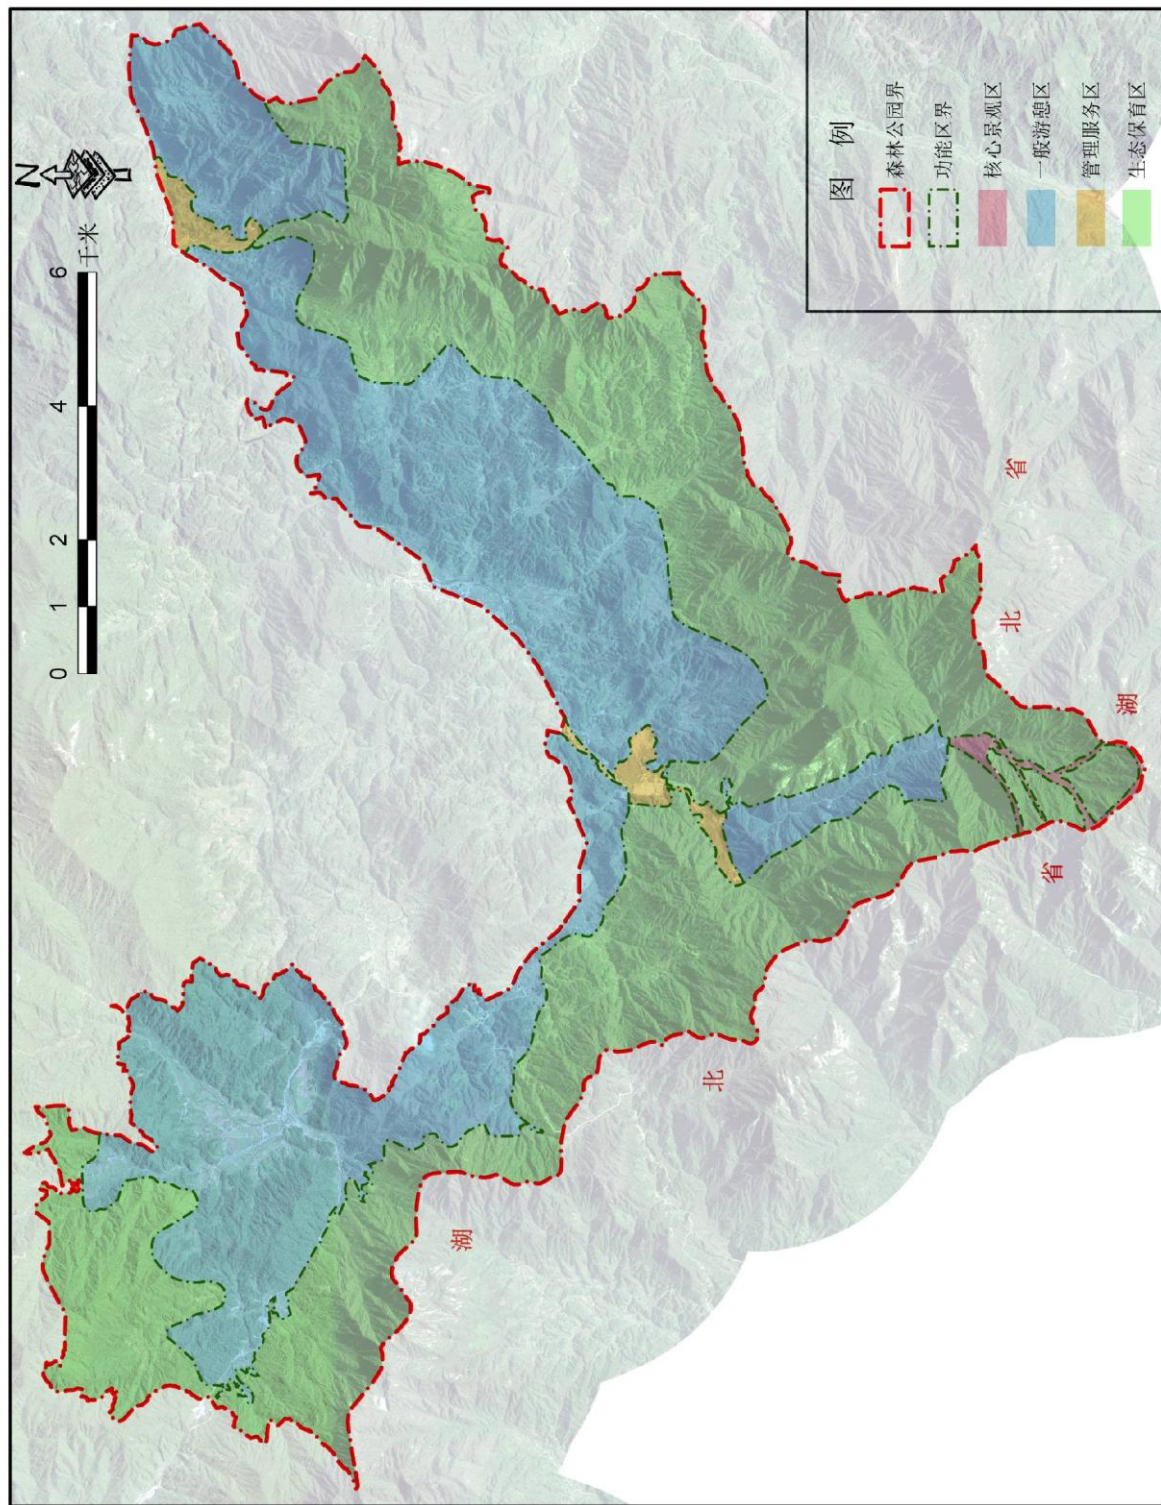 N
0 1 2 4 6
千米
湖
北
省
湖
北
省
图 例
森林公园界
功能区界
核心景观区
一般游憩区
管理服务区
生态保育区